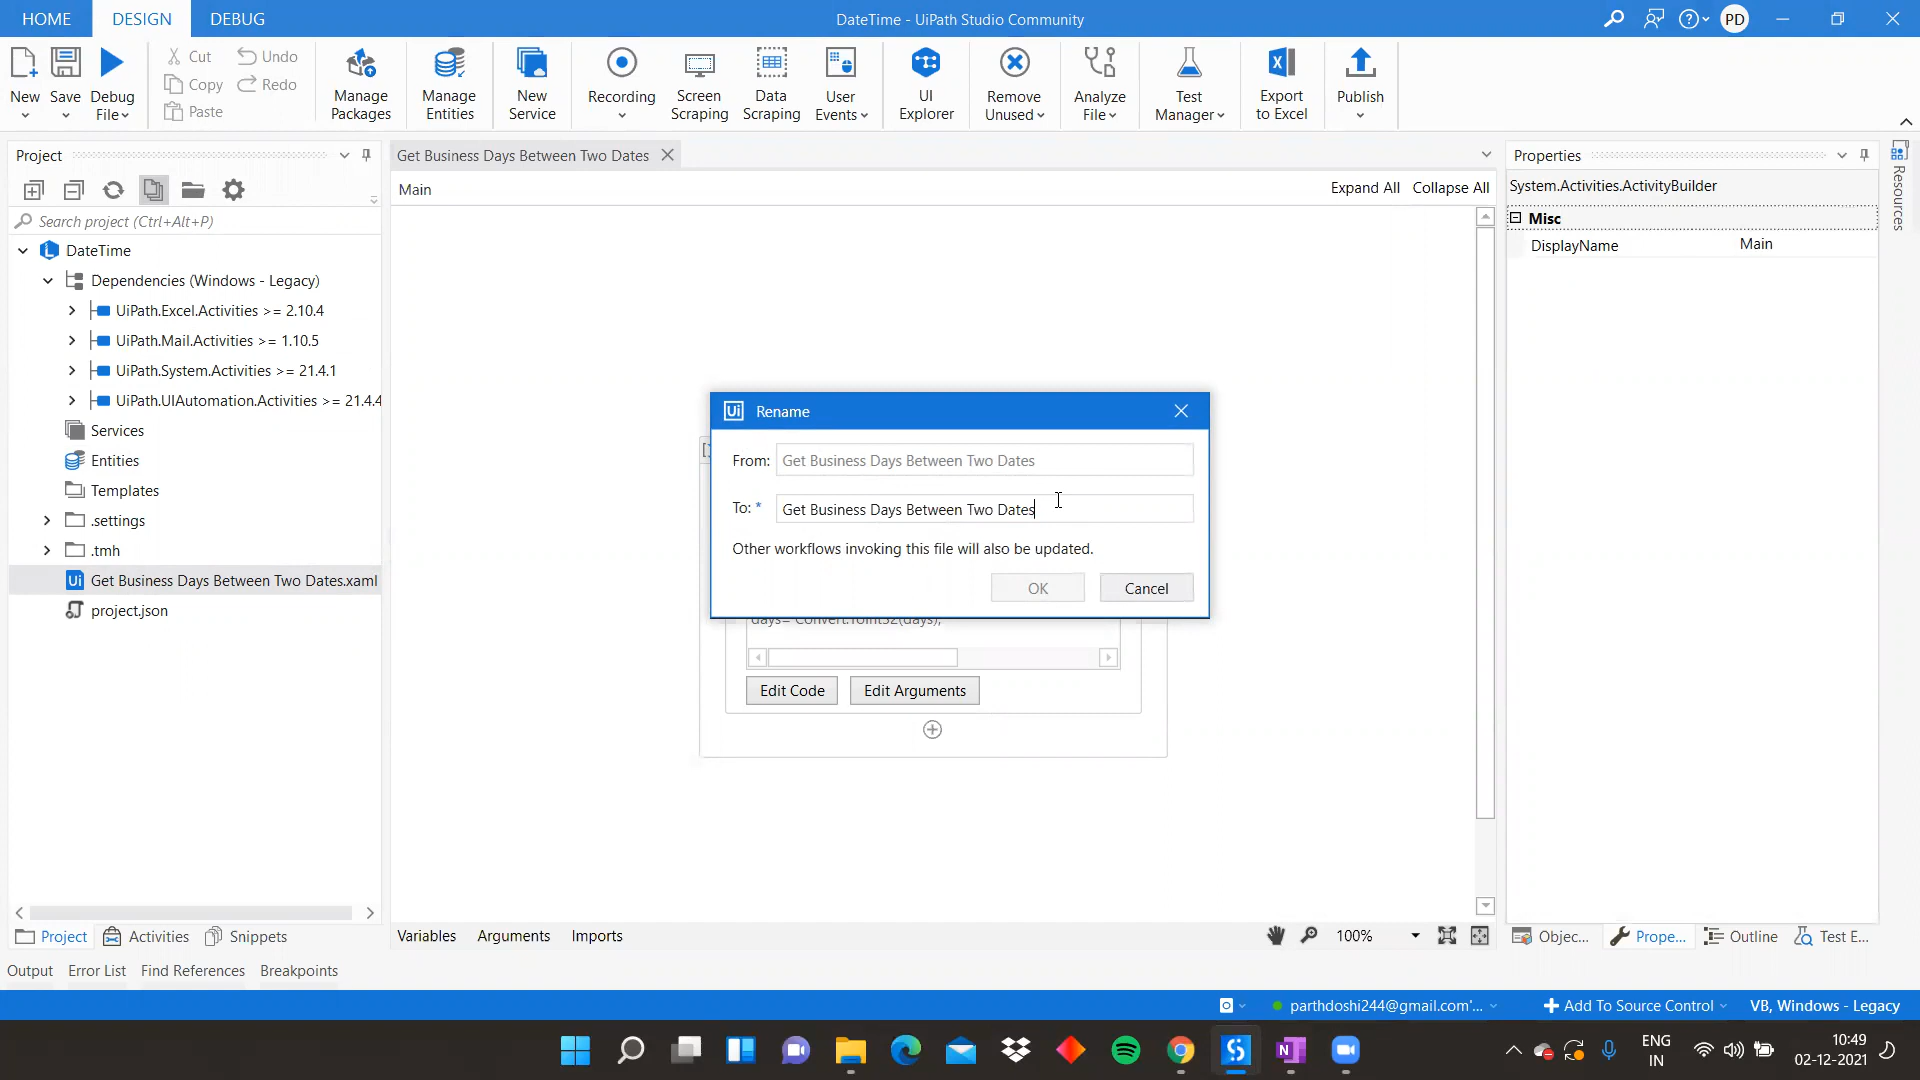 HOME
DESIGN
DEBUG
DateTime - UiPath Studio Community
PD
New
Save
Debug
File
Cut
Copy
Paste
Undo
Redo
Manage
Packages
Manage
Entities
New
Service
Recording
Screen
Scraping
Data
Scraping
User
Events
UI
Explorer
Remove
Unused
Analyze
File
Test
Manager
Export
to Excel
Publish
Project
Search project (Ctrl+Alt+P)
DateTime
Dependencies (Windows - Legacy)
UiPath.Excel.Activities >= 2.10.4
UiPath.Mail.Activities >= 1.10.5
UiPath.System.Activities >= 21.4.1
UiPath.UIAutomation.Activities >= 21.4.4
Services
Entities
Templates
.settings
.tmh
Ui Get Business Days Between Two Dates.xaml
project.json
Project
Activities
Snippets
Get Business Days Between Two Dates
Main
Expand All
Collapse All
Ui Rename
From: Get Business Days Between Two Dates
To: * Get Business Days Between Two Dates
Other workflows invoking this file will also be updated.
OK
Cancel
days= Convert.ToInt32(days);
Edit Code
Edit Arguments
Variables
Arguments
Imports
100%
Properties
System.Activities.ActivityBuilder
Misc
DisplayName
Main
Resources
Objec...
Prope...
Outline
Test E...
Output
Error List
Find References
Breakpoints
parthdoshi244@gmail.com'...
Add To Source Control
VB, Windows - Legacy
ENG
IN
10:49
02-12-2021